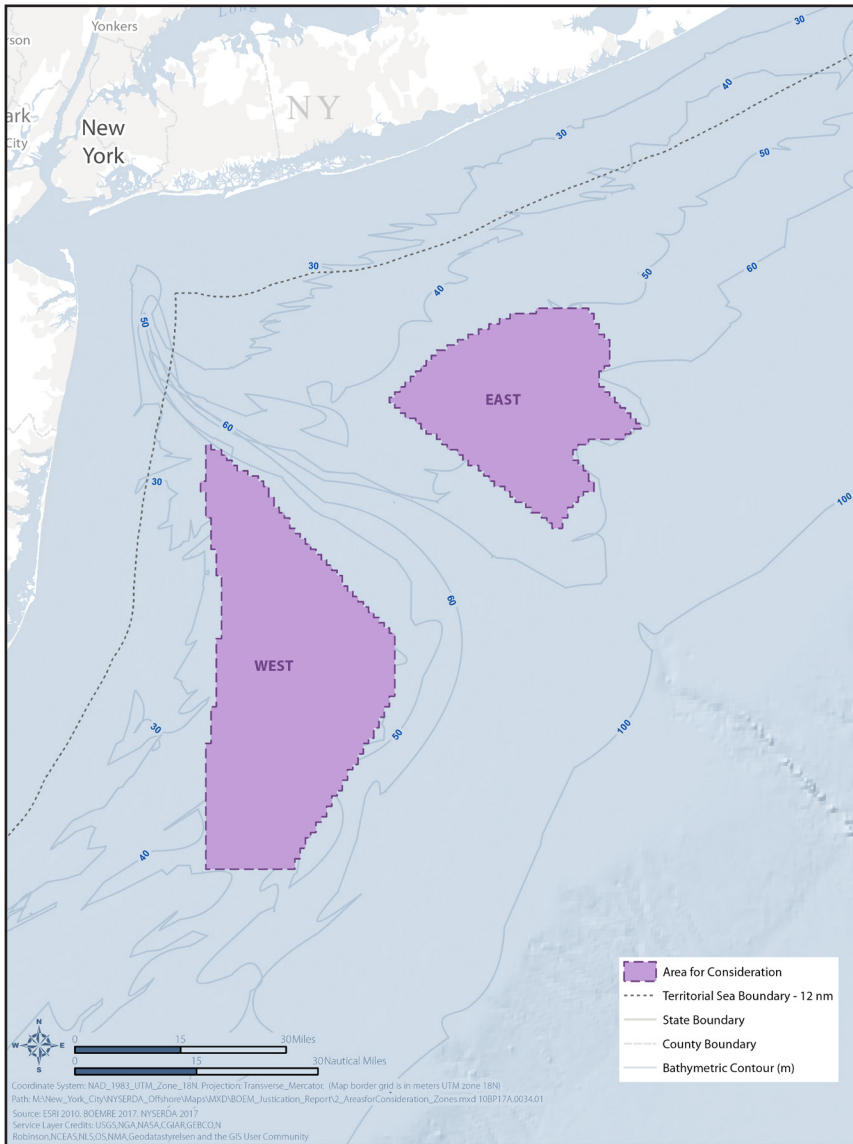 Yonkers
Long
30
rson
40
NY
ark
City
New
York
30
50
30
40
50
60
50
EAST
60
30
100
60
WEST
30
50
100
40
Area for Consideration
Territorial Sea Boundary - 12 nm
State Boundary
County Boundary
Bathymetric Contour (m)
N
W E
S
0 15 30 Miles
0 15 30 Nautical Miles
Coordinate System: NAD_1983_UTM_Zone_18N. Projection: Transverse_Mercator. (Map border grid is in meters UTM zone 18N)
Path: M:\New_York_City\NYSERDA_Offshore\Maps\MXD\BOEM_Justication_Report\2_AreasforConsideration_Zones.mxd 10BP17A.0034.01
Source: ESRI 2010. BOEMRE 2017. NYSERDA 2017
Service Layer Credits: USGS,NGA,NASA,CGIAR,GEBCO,N
Robinson,NCEAS,NLS,OS,NMA,Geodatastyrelsen and the GIS User Community